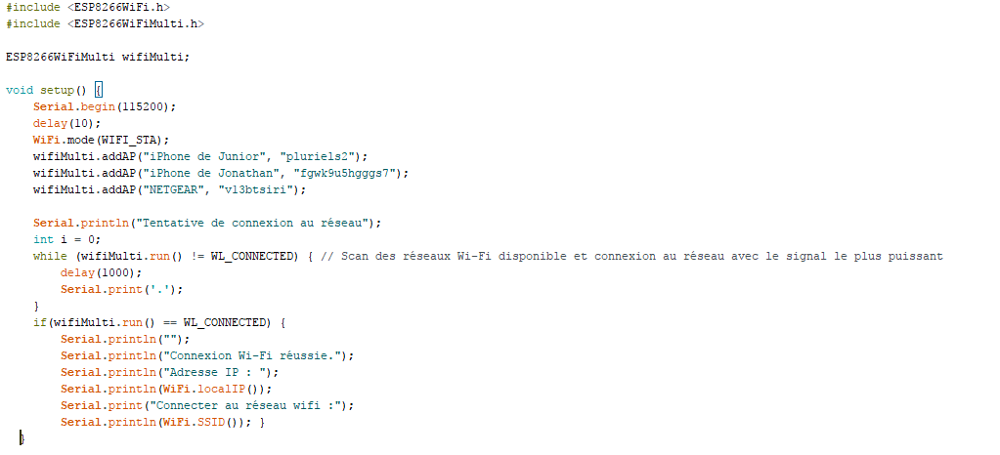 #include <ESP8266WiFi.h>
#include <ESP8266WiFiMulti.h>

ESP8266WiFiMulti wifiMulti;

void setup() {
    Serial.begin(115200);
    delay(10);
    WiFi.mode(WIFI_STA);
    wifiMulti.addAP("iPhone de Junior", "pluriels2");
    wifiMulti.addAP("iPhone de Jonathan", "fgwk9u5hgggs7");
    wifiMulti.addAP("NETGEAR", "vl3btsiri");

    Serial.println("Tentative de connexion au réseau");
    int i = 0;
    while (wifiMulti.run() != WL_CONNECTED) { // Scan des réseaux Wi-Fi disponible et connexion au réseau avec le signal le plus puissant
        delay(1000);
        Serial.print('.');
    }
    if(wifiMulti.run() == WL_CONNECTED) {
        Serial.println("");
        Serial.println("Connexion Wi-Fi réussie.");
        Serial.println("Adresse IP : ");
        Serial.println(WiFi.localIP());
        Serial.print("Connecter au réseau wifi :");
        Serial.println(WiFi.SSID()); }
  }